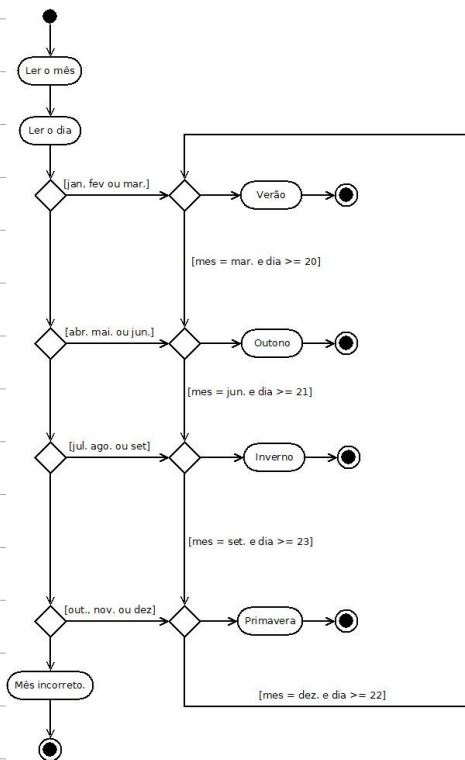 Ler o mês
Ler o dia
[jan, fev ou mar.]
Verão
[mes = mar. e dia >= 20]
[abr. mai. ou jun.]
Outono
[mes = jun. e dia >= 21]
[jul. ago. ou set]
Inverno
[mes = set. e dia >= 23]
[out., nov. ou dez]
Primavera
Mês incorreto.
[mes = dez. e dia >= 22]